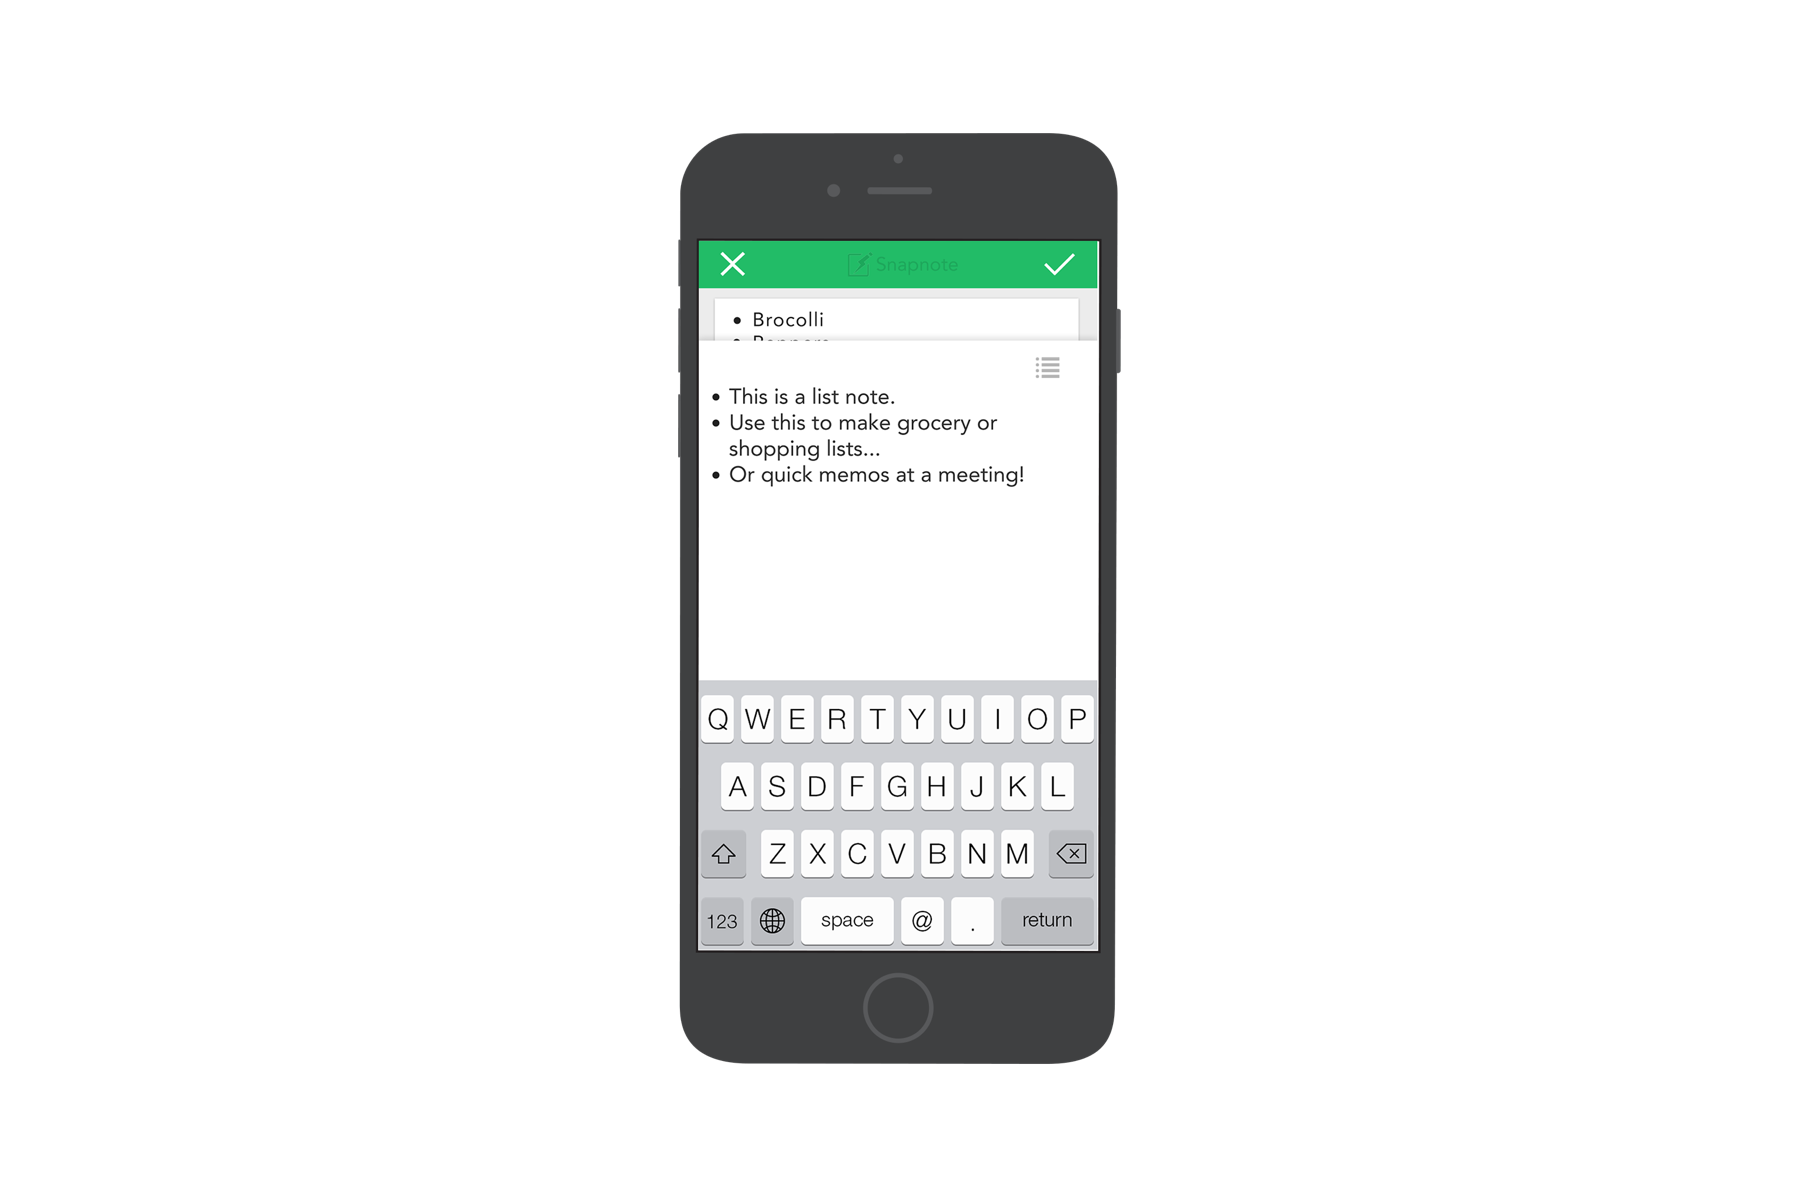 Snapnote
• Brocolli
• Peppers
• This is a list note.
• Use this to make grocery or
shopping lists...
• Or quick memos at a meeting!
Q W E R T Y U I O P
A S D F G H J K L
Z X C V B N M
123 space @ . return